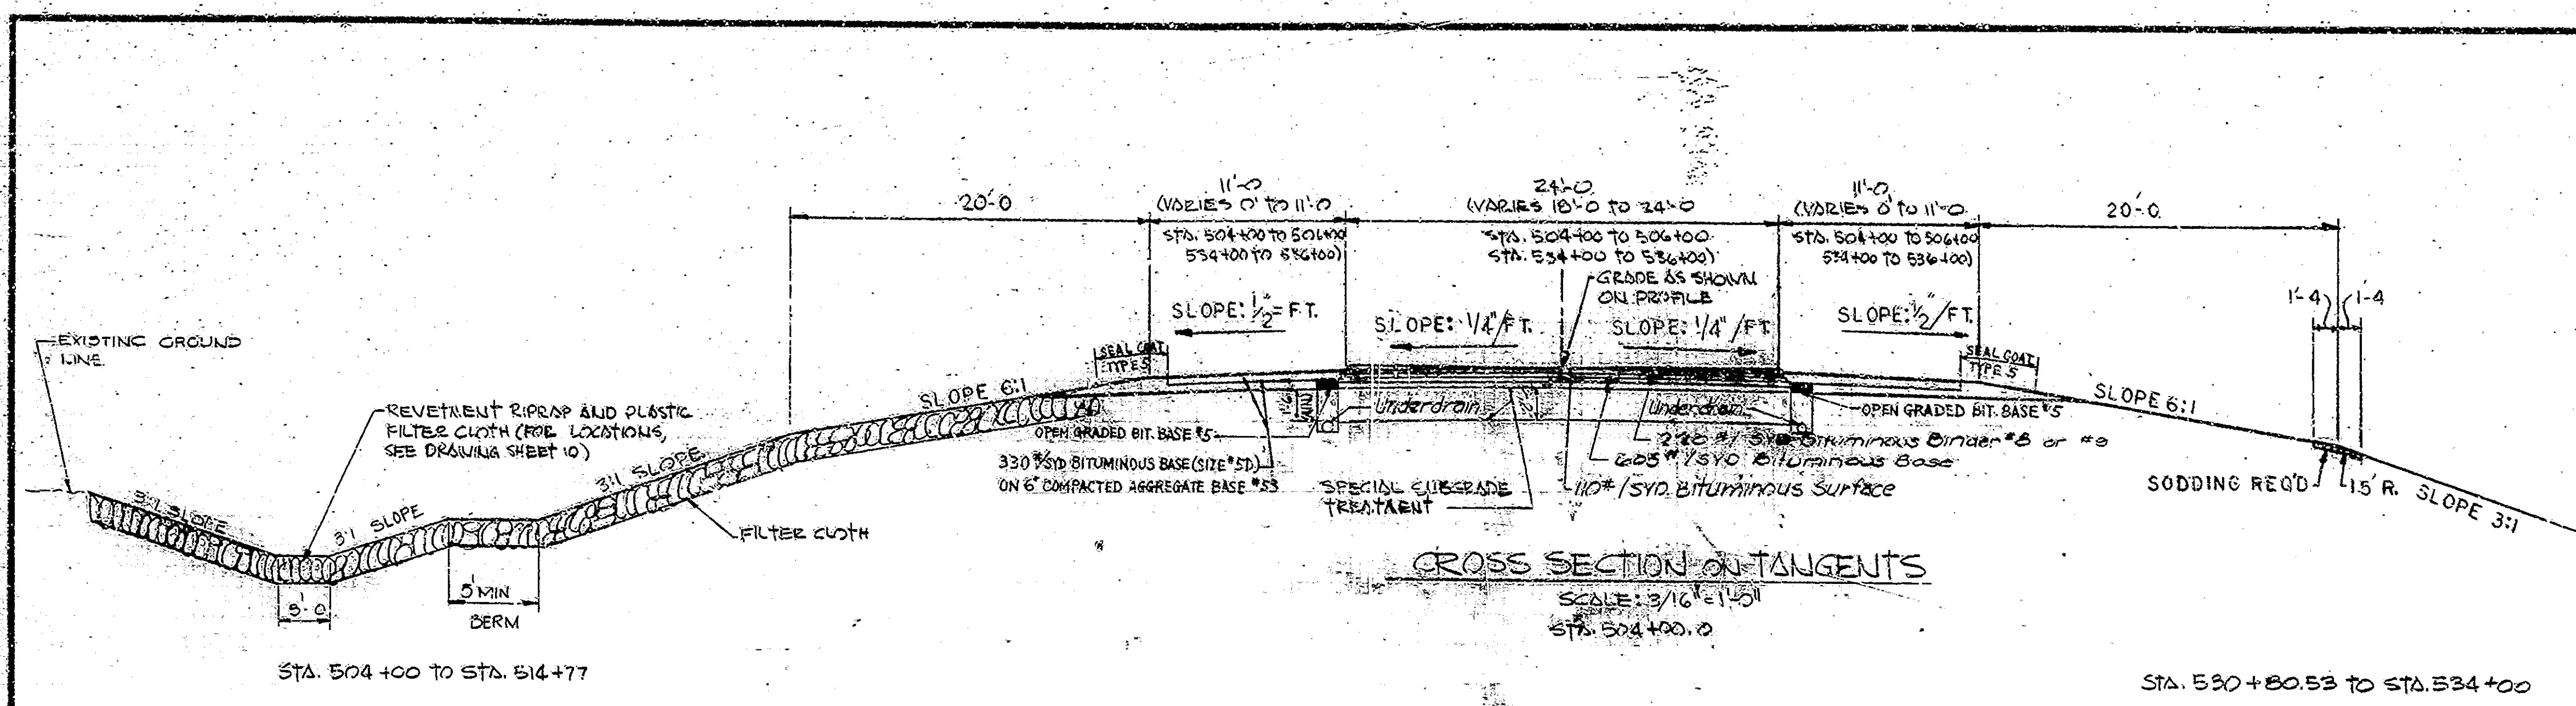 20'-0
11'-0
(VARIES 0' TO 11'-0
STA. 504+00 TO 506+00
534+00 TO 536+00)
24'-0
(VARIES 18'-0 TO 24'-0
STA. 504+00 TO 506+00
STA. 534+00 TO 536+00)
11'-0
(VARIES 0' TO 11'-0
STA. 504+00 TO 506+00
534+00 TO 536+00)
20'-0
GRADE AS SHOWN
ON PROFILE
SLOPE: 1/2"= FT.
SLOPE: 1/4"/FT.
SLOPE: 1/4" /FT
SLOPE: 1/2/FT.
1'-4
1'-4
EXISTING GROUND
LINE
SEAL COAT
TYPE 5
SEAL COAT
TYPE 5
SLOPE 6:1
SLOPE 6:1
REVETMENT RIPRAP AND PLASTIC
FILTER CLOTH (FOR LOCATIONS,
SEE DRAWING SHEET 10)
1'-6
MIN
Underdrain
Underdrain
OPEN GRADED BIT. BASE #5
OPEN GRADED BIT. BASE #5
220 #/ SYD Bituminous Binder #8 or #9
605 #/SYD Bituminous Base
110#/SYD. Bituminous Surface
330 #/SYD BITUMINOUS BASE (SIZE #5D)
ON 6" COMPACTED AGGREGATE BASE #53
SPECIAL SUBGRADE
TREATMENT
3:1 SLOPE
3:1 SLOPE
3:1 SLOPE
FILTER CLOTH
SODDING REQ'D
15' R.
SLOPE 3:1
5' MIN
BERM
CROSS SECTION ON TANGENTS
SCALE: 3/16"=1'-0"
STA. 504+00.0
STA. 504+00 TO STA. 514+77
STA. 530+80.53 TO STA. 534+00